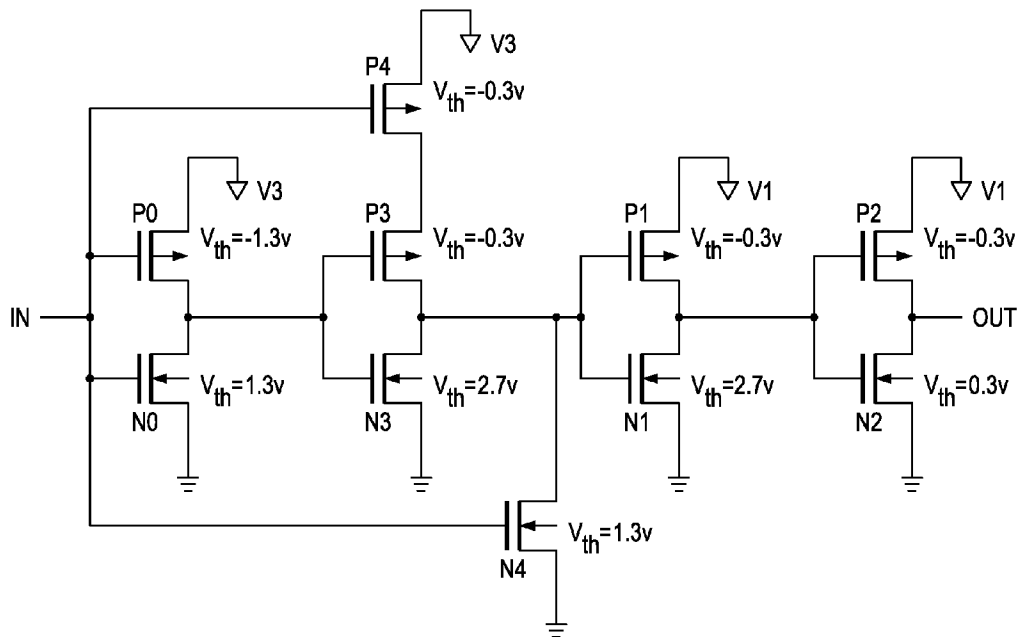 V3
P4
Vth=-0.3v
V3
V1
V1
P0
P3
P1
P2
Vth=-1.3v
Vth=-0.3v
Vth=-0.3v
Vth=-0.3v
IN
OUT
Vth=1.3v
Vth=2.7v
Vth=2.7v
Vth=0.3v
N0
N3
N1
N2
Vth=1.3v
N4